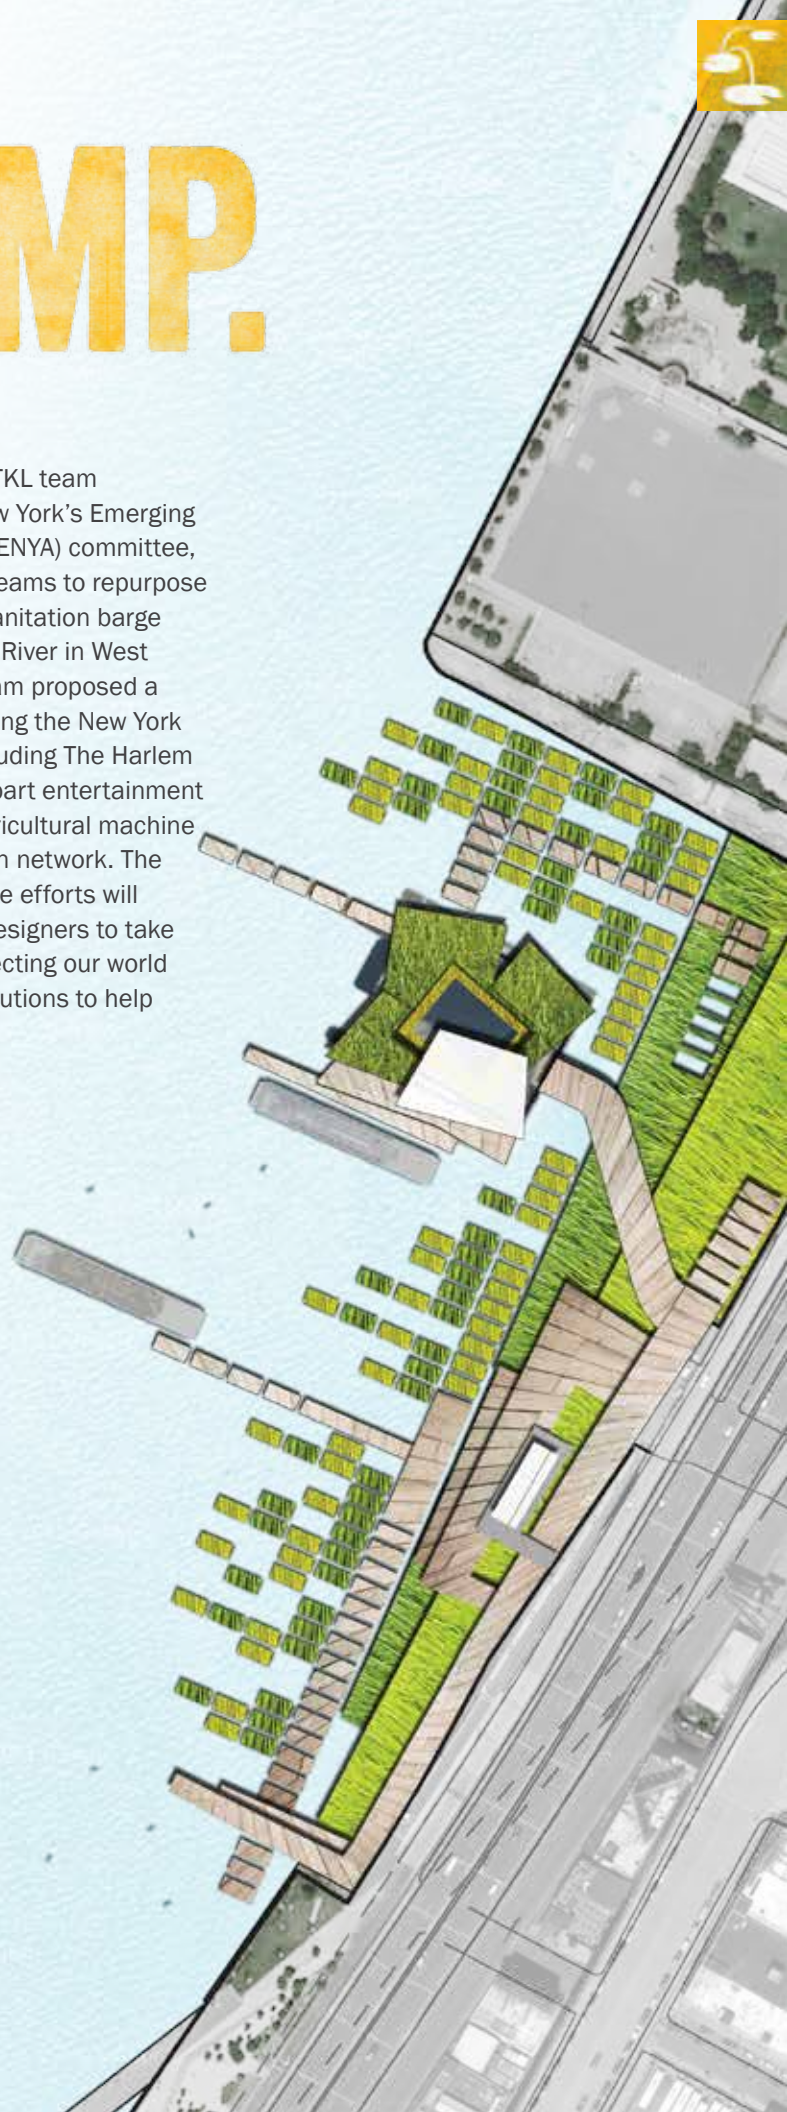 MP.
TKL team
w York’s Emerging
ENYA) committee,
eams to repurpose
anitation barge
River in West
am proposed a
ing the New York
uding The Harlem
part entertainment
ricultural machine
n network. The
e efforts will
esigners to take
ecting our world
utions to help